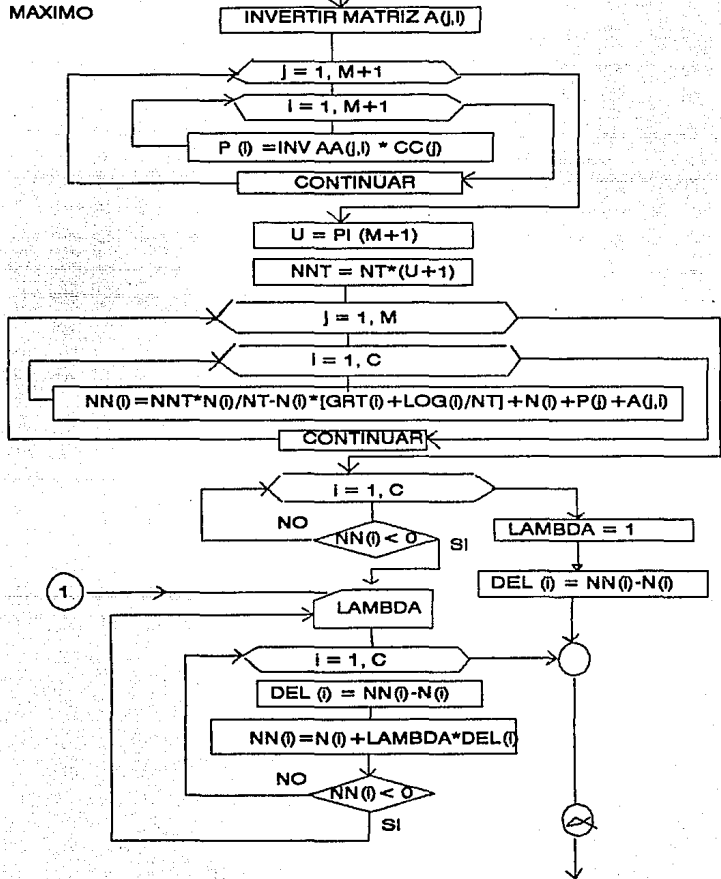 MAXIMO
INVERTIR MATRIZ A(j,i)
j = 1, M+1
i = 1, M+1
P (i) =INV AA(j,i) * CC(j)
CONTINUAR
U = PI (M+1)
NNT = NT*(U+1)
j = 1, M
i = 1, C
NN(i)=NNT*N(i)/NT-N(i)*[GRT(i)+LOG(i)/NT]+N(i)+P(j)+A(j,i)
CONTINUAR
i = 1, C
NO
NN(i)<0
SI
LAMBDA = 1
DEL (i) = NN(i)-N(i)
1
LAMBDA
i = 1, C
DEL (i) = NN(i)-N(i)
NN(i)=N(i)+LAMBDA*DEL(i)
NO
NN(i)<0
SI